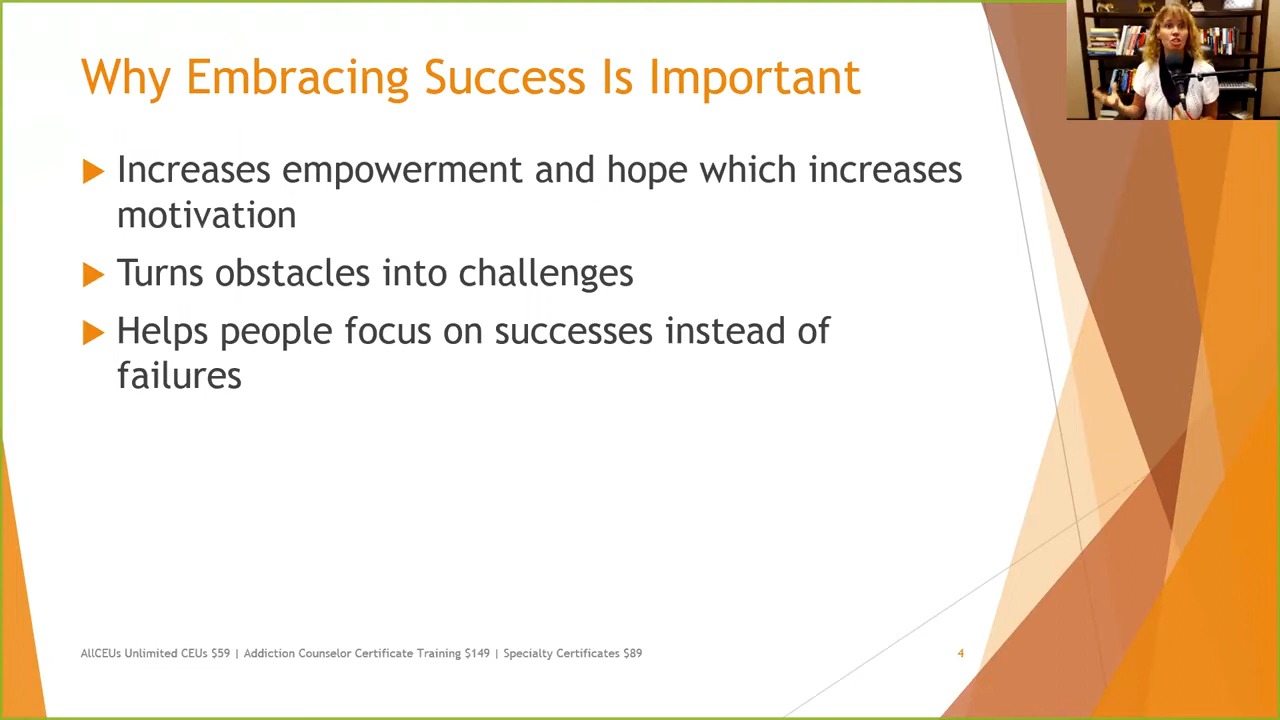 Why Embracing Success Is Important
Increases empowerment and hope which increases
motivation
Turns obstacles into challenges
Helps people focus on successes instead of
failures
AllCEUs Unlimited CEUs $59 | Addiction Counselor Certificate Training $149 | Specialty Certificates $89
4